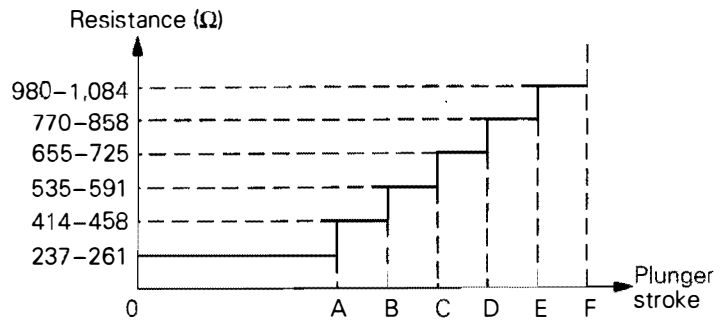 Resistance (Ω)
980–1,084
770–858
655–725
535–591
414–458
237–261
0 A B C D E F
Plunger
stroke